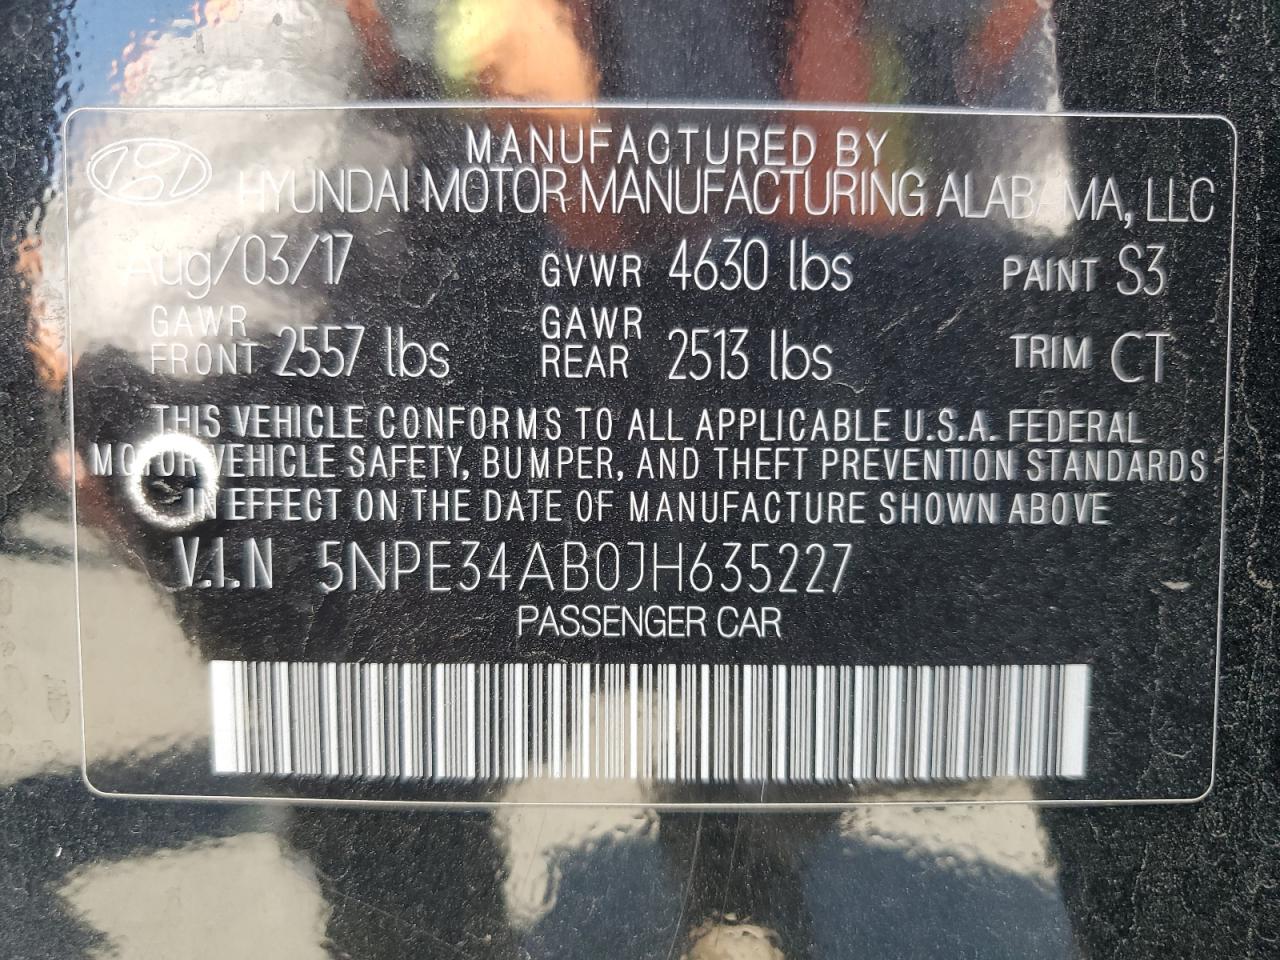 MANUFACTURED BY
HYUNDAI MOTOR MANUFACTURING ALABAMA, LLC
Aug/03/17 GVWR 4630 lbs PAINT S3
GAWR FRONT 2557 lbs GAWR REAR 2513 lbs TRIM CT
THIS VEHICLE CONFORMS TO ALL APPLICABLE U.S.A. FEDERAL
MOTOR VEHICLE SAFETY, BUMPER, AND THEFT PREVENTION STANDARDS
IN EFFECT ON THE DATE OF MANUFACTURE SHOWN ABOVE
V.I.N 5NPE34AB0JH635227
PASSENGER CAR